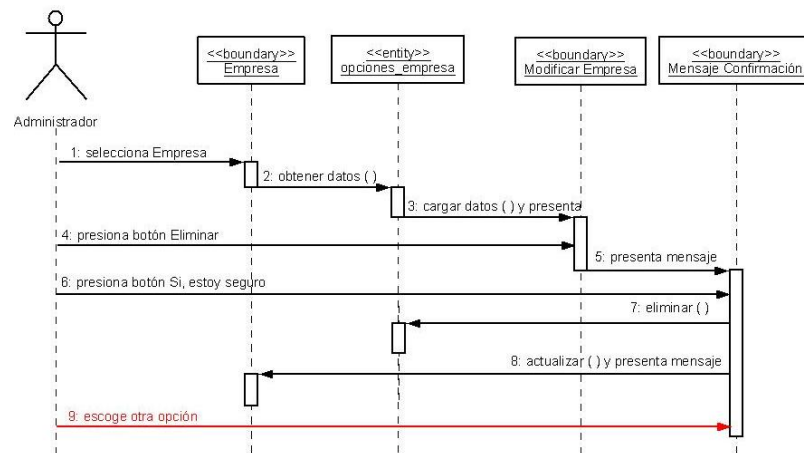 <<boundary>>
Empresa
<<entity>>
opciones_empresa
<<boundary>>
Modificar Empresa
<<boundary>>
Mensaje Confirmación
Administrador
1: selecciona Empresa
2: obtener datos ( )
3: cargar datos ( ) y presenta
4: presiona botón Eliminar
5: presenta mensaje
6: presiona botón Si, estoy seguro
7: eliminar ( )
8: actualizar ( ) y presenta mensaje
9: escoge otra opción